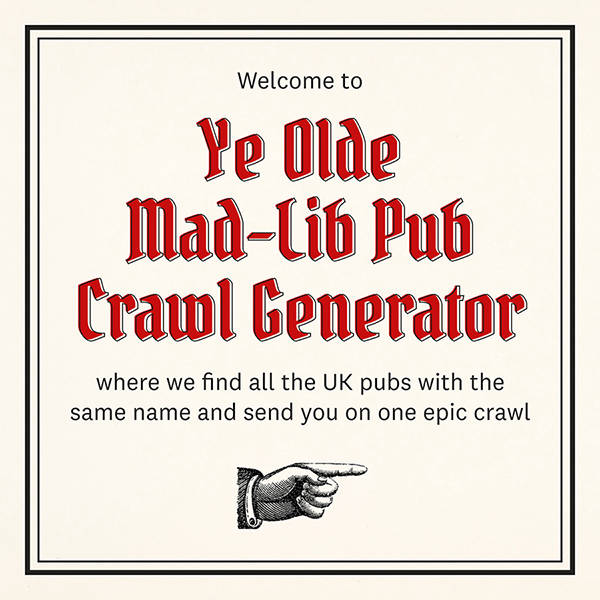 Welcome to
Ye Olde
Mad-Lib Pub
Crawl Generator
where we find all the UK pubs with the
same name and send you on one epic crawl